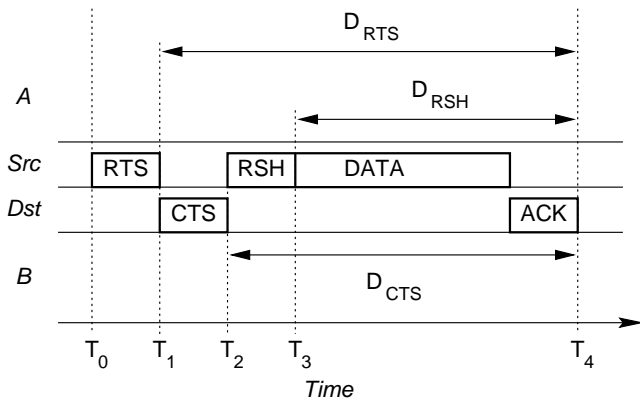 D_RTS
A
D_RSH
Src RTS RSH DATA
Dst CTS ACK
B
D_CTS
T_0 T_1 T_2 T_3 T_4
Time